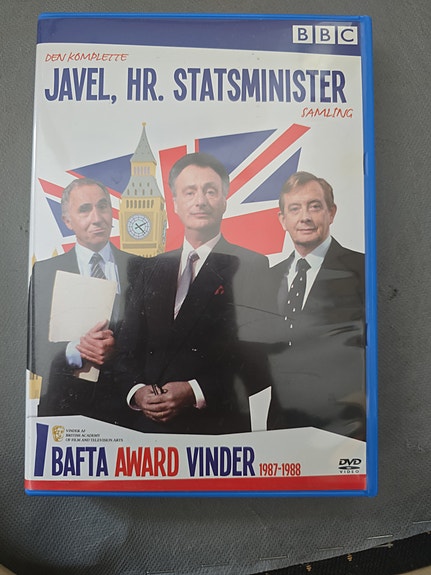 BBC
DEN KOMPLETTE
JAVEL, HR. STATSMINISTER
SAMLING
VINDER AF
BRITISH ACADEMY
OF FILM AND TELEVISION ARTS
BAFTA AWARD VINDER 1987-1988
DVD
VIDEO